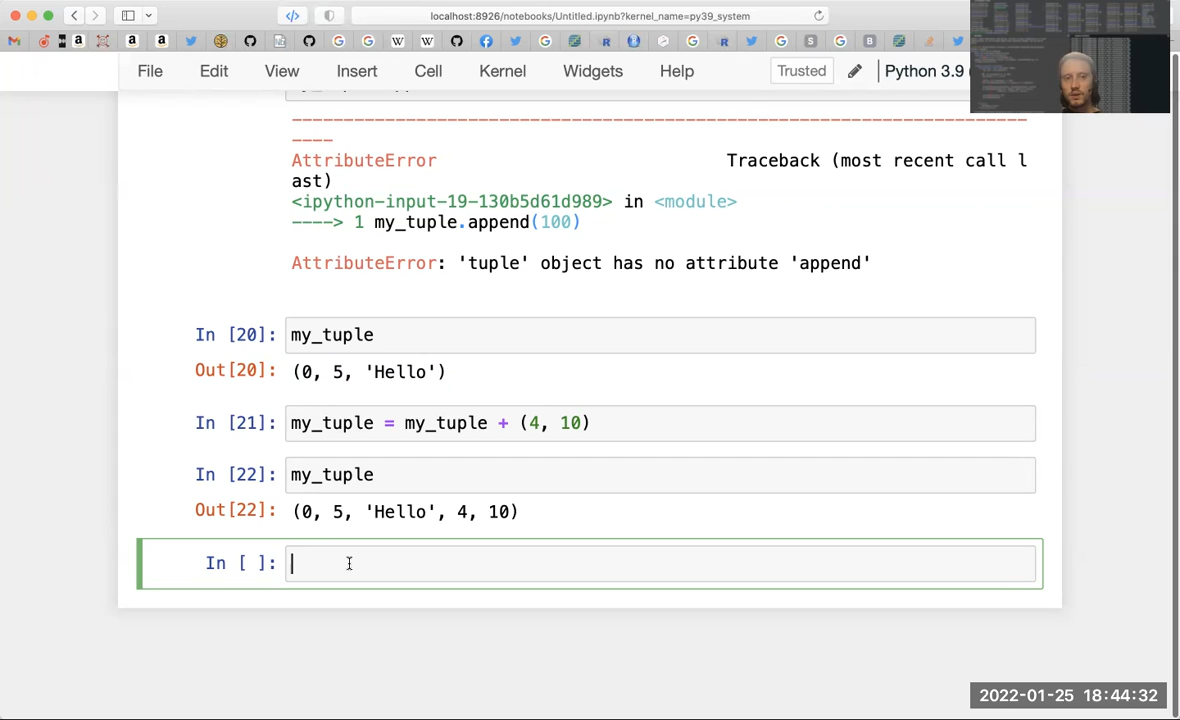 localhost:8926/notebooks/Untitled.ipynb?kernel_name=py39_system
File Edit View Insert Cell Kernel Widgets Help Trusted Python 3.9
---------------------------------------------------------------------------
AttributeError Traceback (most recent call l
ast)
<ipython-input-19-130b5d61d989> in <module>
----> 1 my_tuple.append(100)
AttributeError: 'tuple' object has no attribute 'append'
In [20]: my_tuple
Out[20]: (0, 5, 'Hello')
In [21]: my_tuple = my_tuple + (4, 10)
In [22]: my_tuple
Out[22]: (0, 5, 'Hello', 4, 10)
In [ ]:
2022-01-25 18:44:32